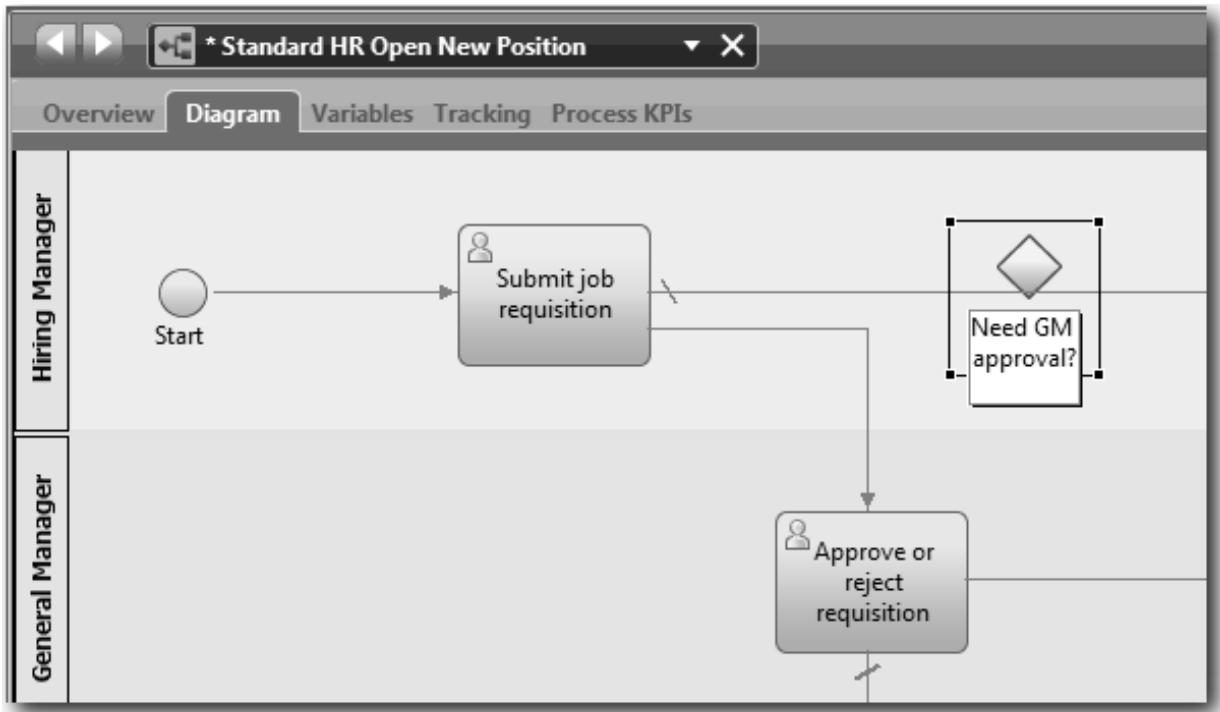 * Standard HR Open New Position
Overview Diagram Variables Tracking Process KPIs
Hiring Manager
Start
Submit job
requisition
Need GM
approval?
General Manager
Approve or
reject
requisition